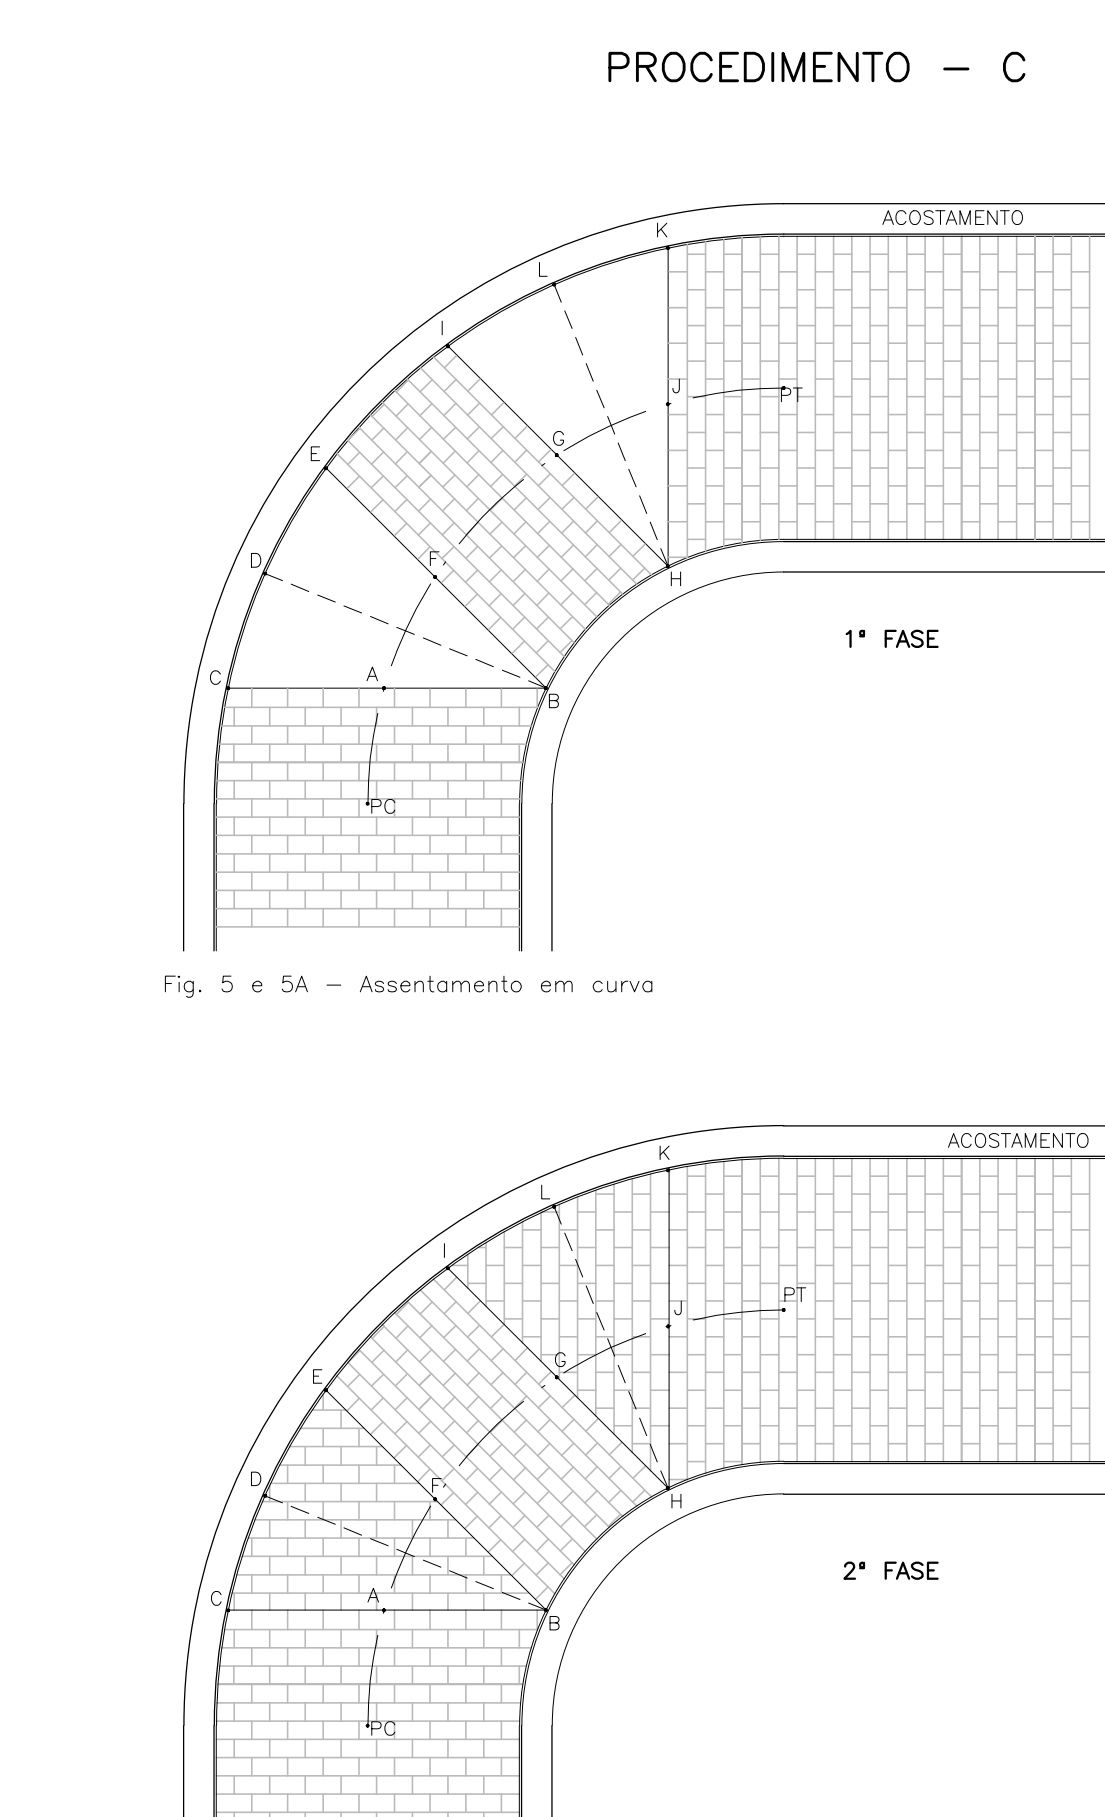 PROCEDIMENTO - C
ACOSTAMENTO
K
L
I
J
PT
G
E
F
D
H
1ª FASE
C
A
B
PC
Fig. 5 e 5A - Assentamento em curva
ACOSTAMENTO
K
L
I
PT
J
G
E
F
D
H
2ª FASE
C
A
B
PC